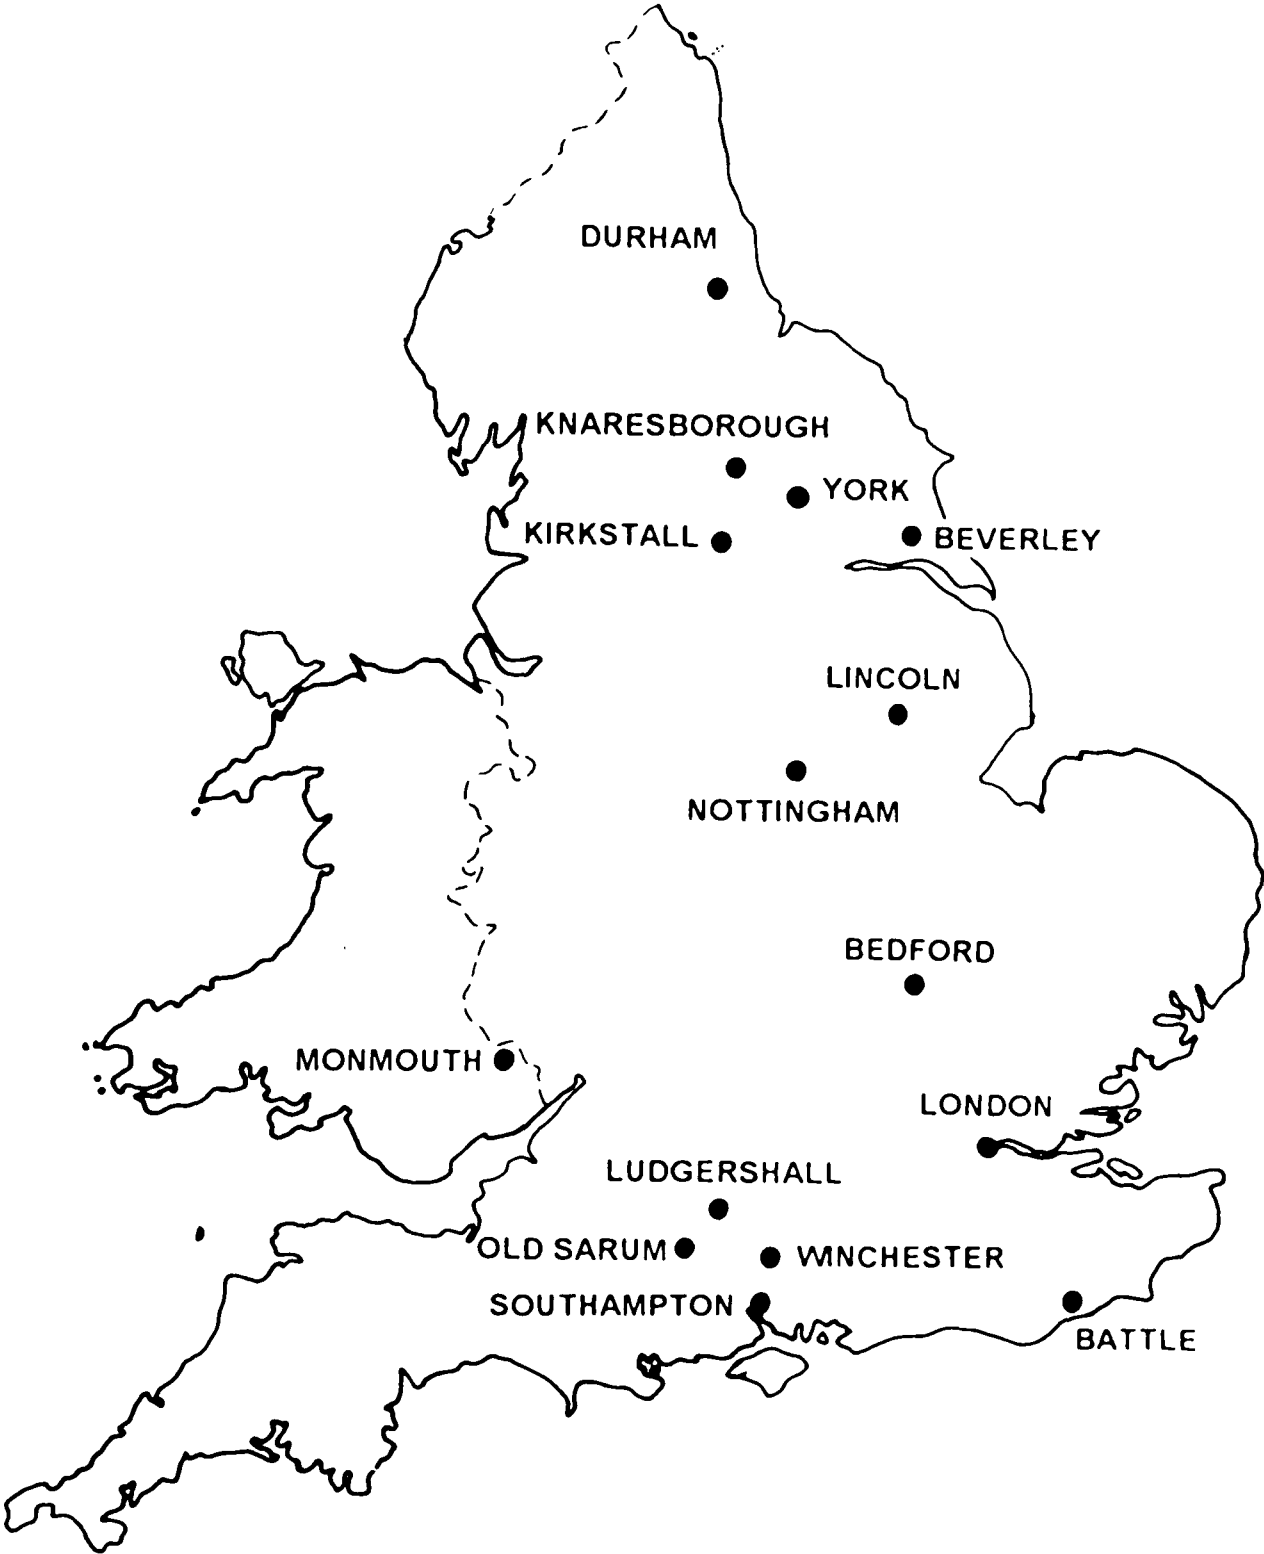 DURHAM
KNARESBOROUGH
YORK
KIRKSTALL
BEVERLEY
LINCOLN
NOTTINGHAM
BEDFORD
MONMOUTH
LONDON
LUDGERSHALL
OLD SARUM
WINCHESTER
SOUTHAMPTON
BATTLE